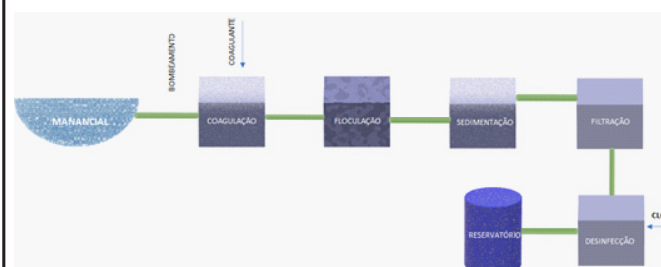 BOMBEAMENTO
COAGULANTE
MANANCIAL
COAGULAÇÃO
FLOCULAÇÃO
SEDIMENTAÇÃO
FILTRAÇÃO
RESERVATÓRIO
DESINFECÇÃO